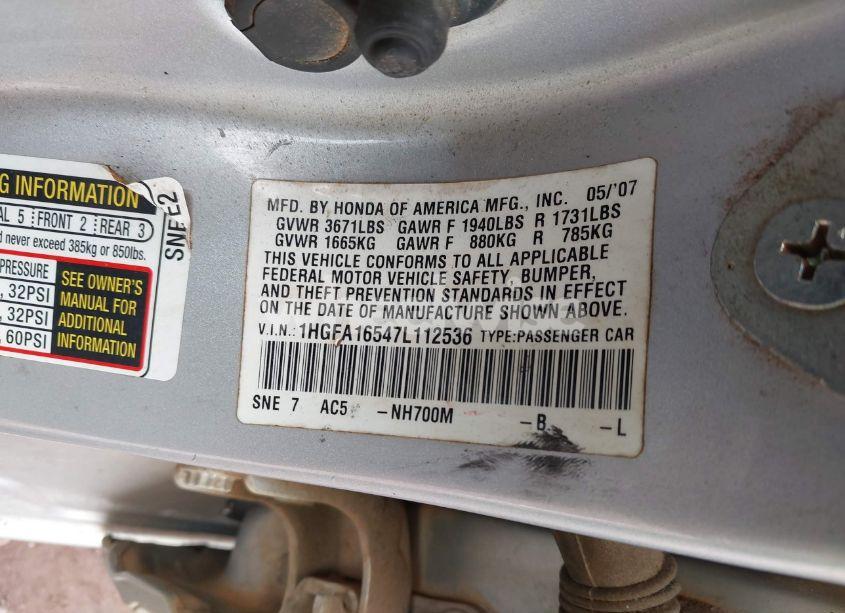 G INFORMATION
AL 5 FRONT 2 REAR 3
d never exceed 385kg or 850lbs.
PRESSURE
, 32PSI
, 32PSI
, 60PSI
SEE OWNER'S
MANUAL FOR
ADDITIONAL
INFORMATION
SNE E2
MFD. BY HONDA OF AMERICA MFG., INC. 05/'07
GVWR 3671LBS GAWR F 1940LBS R 1731LBS
GVWR 1665KG GAWR F 880KG R 785KG
THIS VEHICLE CONFORMS TO ALL APPLICABLE
FEDERAL MOTOR VEHICLE SAFETY, BUMPER,
AND THEFT PREVENTION STANDARDS IN EFFECT
ON THE DATE OF MANUFACTURE SHOWN ABOVE.
V.I.N.: 1HGFA16547L112536 TYPE:PASSENGER CAR
SNE 7 AC5 -NH700M -B -L